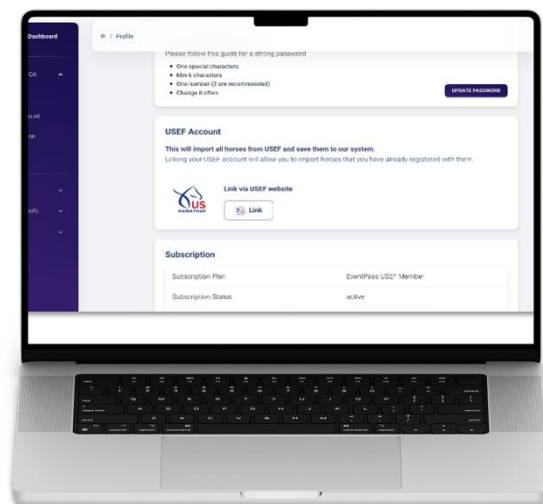 Dashboard
/ Profile
QA
Please follow this guide for a strong password
One special characters
Min 6 characters
One number (2 are recommended)
Change it often
UPDATE PASSWORD
USEF Account
This will import all horses from USEF and save them to our system.
Linking your USEF account will allow you to import horses that you have already registered with them.
US
Link via USEF website
Link
Subscription
Subscription Plan
EventPass USEF Member
Subscription Status
active